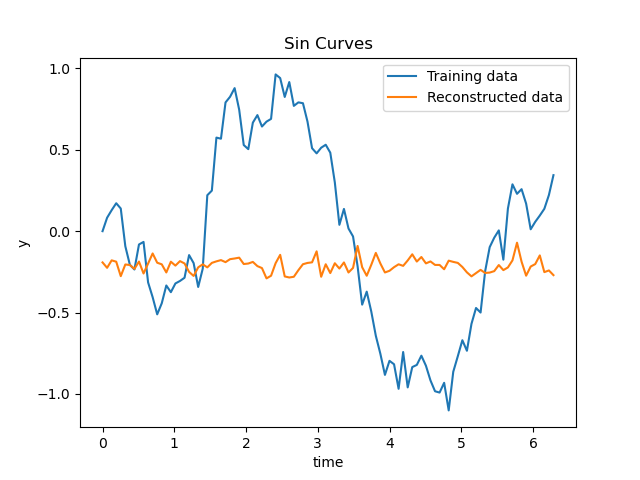 Sin Curves
Training data
Reconstructed data
1.0
0.5
0.0
−0.5
−1.0
y
0 1 2 3 4 5 6
time